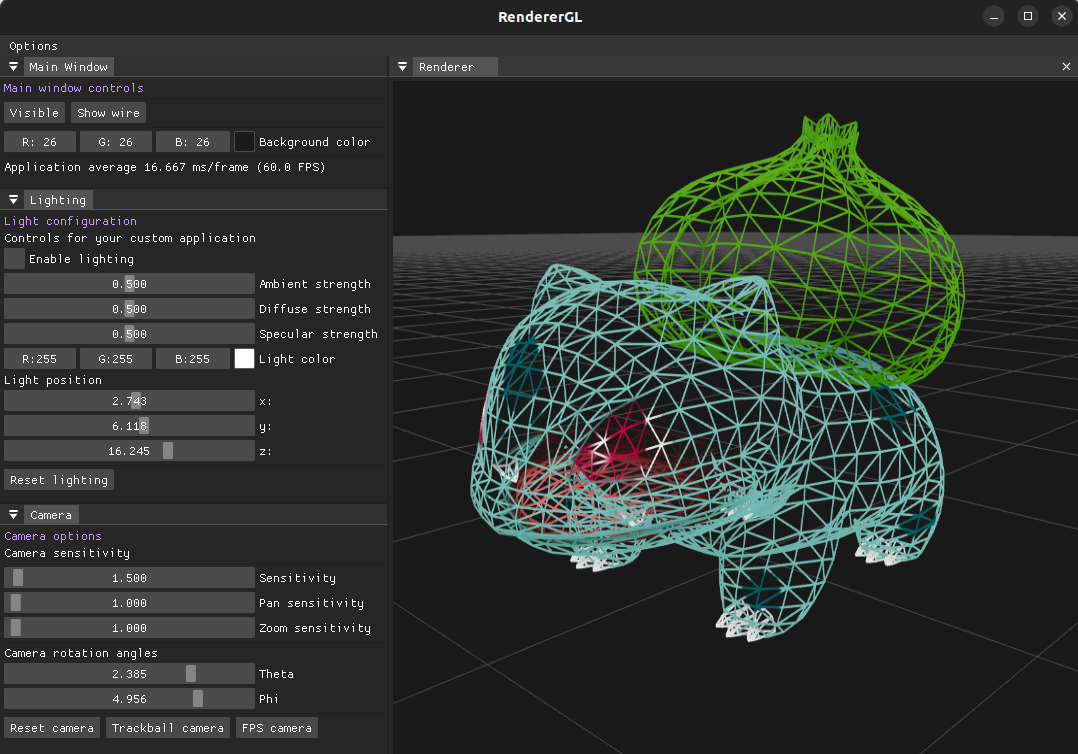 RendererGL
Options
Main Window
Main window controls
Visible Show wire
R: 26 G: 26 B: 26 Background color
Application average 16.667 ms/frame (60.0 FPS)
Lighting
Light configuration
Controls for your custom application
Enable lighting
0.500 Ambient strength
0.500 Diffuse strength
0.500 Specular strength
R:255 G:255 B:255 Light color
Light position
2.743 x:
6.118 y:
16.245 z:
Reset lighting
Camera
Camera options
Camera sensitivity
1.500 Sensitivity
1.000 Pan sensitivity
1.000 Zoom sensitivity
Camera rotation angles
2.385 Theta
4.956 Phi
Reset camera Trackball camera FPS camera
Renderer